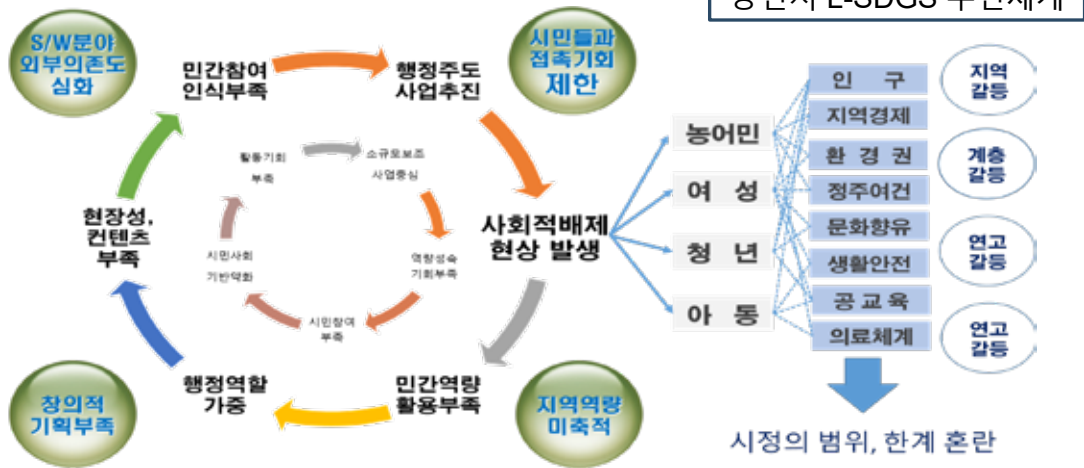 L-SDGS 추진체계
S/W분야
외부의존도
심화
시민들과
접촉기회
제한
민간참여
인식부족
행정주도
사업추진
활동기회
부족
소규모보조
사업중심
현장성,
컨텐츠
부족
사회적배제
현상 발생
시민사회
기반약화
역량성숙
기회부족
시민참여
부족
행정역할
가중
민간역량
활용부족
창의적
기획부족
지역역량
미축적
농어민
여 성
청 년
아 동
인 구
지역경제
환 경 권
정주여건
문화향유
생활안전
공 교 육
의료체계
지역
갈등
계층
갈등
연고
갈등
연고
갈등
시정의 범위, 한계 혼란